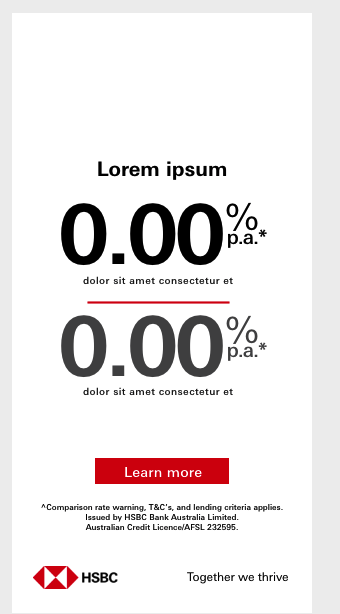 Lorem ipsum
0.00% p.a.*
dolor sit amet consectetur et
0.00% p.a.*
dolor sit amet consectetur et
Learn more
^Comparison rate warning, T&C's, and lending criteria applies.
Issued by HSBC Bank Australia Limited.
Australian Credit Licence/AFSL 232595.
HSBC Together we thrive